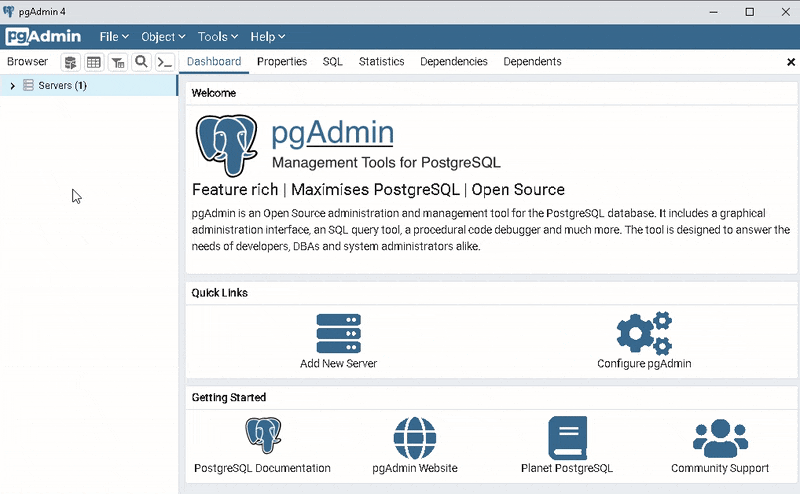 pgAdmin 4
pgAdmin File Object Tools Help
Browser Dashboard Properties SQL Statistics Dependencies Dependents
Servers (1)
Welcome
pgAdmin
Management Tools for PostgreSQL
Feature rich | Maximises PostgreSQL | Open Source
pgAdmin is an Open Source administration and management tool for the PostgreSQL database. It includes a graphical
administration interface, an SQL query tool, a procedural code debugger and much more. The tool is designed to answer the
needs of developers, DBAs and system administrators alike.
Quick Links
Add New Server Configure pgAdmin
Getting Started
PostgreSQL Documentation pgAdmin Website Planet PostgreSQL Community Support